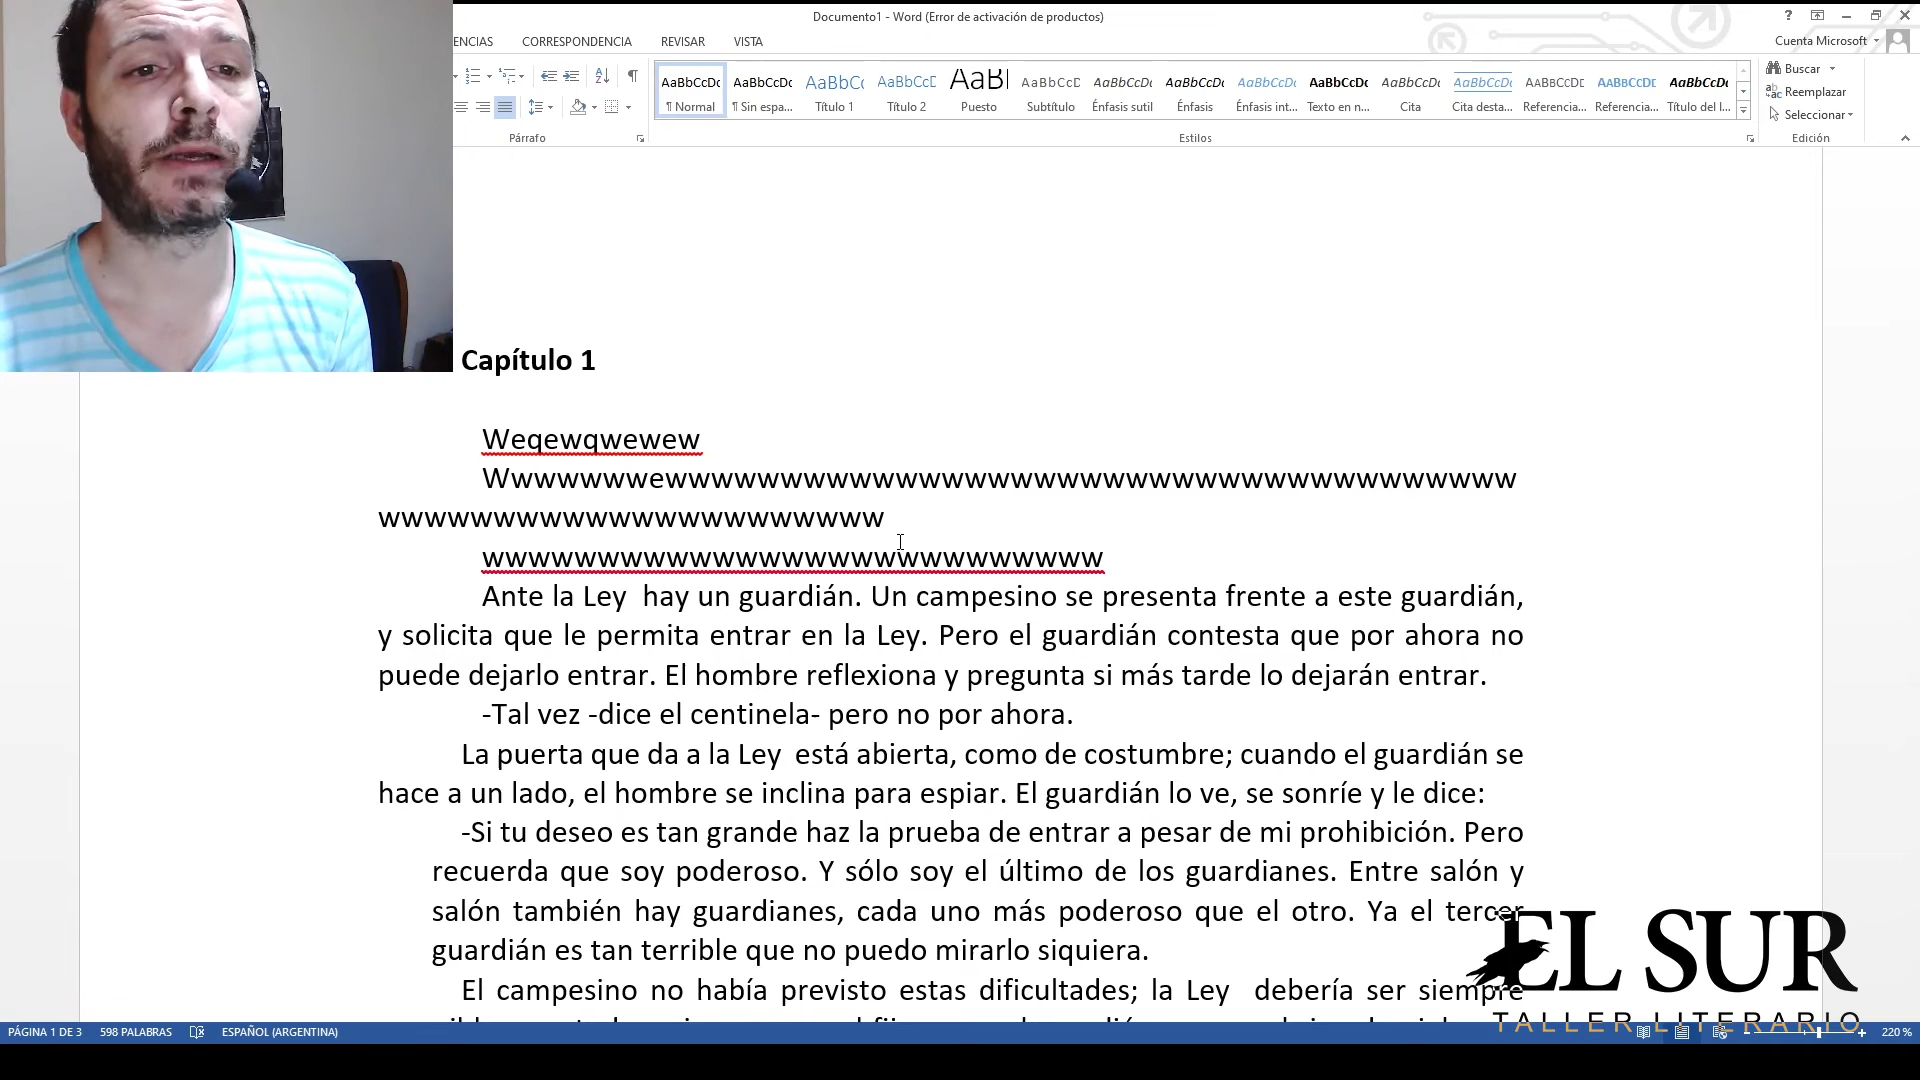 Documento1 - Word (Error de activación de productos)
ENCIAS CORRESPONDENCIA REVISAR VISTA
Cuenta Microsoft
AaBbCcDc AaBbCcDc AaBbC AaBbCcD AaB AaBbCcD AaBbCcDc AaBbCcDc AaBbCcDc AaBbCcDc AaBbCcDc AaBbCcDc AABBCCDD AABBCCDE AaBbCcDc
¶ Normal ¶ Sin espa... Título 1 Título 2 Puesto Subtítulo Énfasis sutil Énfasis Énfasis int... Texto en n... Cita Cita desta... Referencia... Referencia... Título del l...
Buscar
Reemplazar
Seleccionar
Párrafo Estilos Edición
Capítulo 1
Weqewqwewew
-Tal vez -dice el centinela- pero no por ahora.
Ante la Ley hay un guardián. Un campesino se presenta frente a este guardián,
y solicita que le permita entrar en la Ley. Pero el guardián contesta que por ahora no
puede dejarlo entrar. El hombre reflexiona y pregunta si más tarde lo dejarán entrar.
La puerta que da a la Ley está abierta, como de costumbre; cuando el guardián se
hace a un lado, el hombre se inclina para espiar. El guardián lo ve, se sonríe y le dice:
-Si tu deseo es tan grande haz la prueba de entrar a pesar de mi prohibición. Pero
recuerda que soy poderoso. Y sólo soy el último de los guardianes. Entre salón y
salón también hay guardianes, cada uno más poderoso que el otro. Ya el tercer
guardián es tan terrible que no puedo mirarlo siquiera.
El campesino no había previsto estas dificultades; la Ley debería ser siempre
EL SUR
TALLER LITERARIO
PÁGINA 1 DE 3 598 PALABRAS ESPAÑOL (ARGENTINA) 220 %